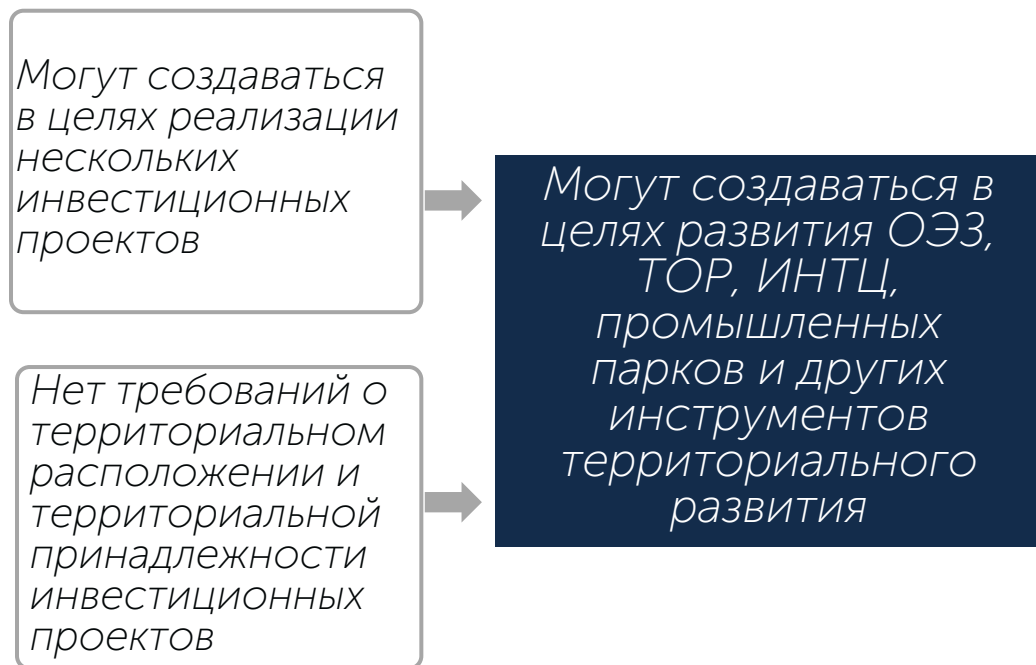 Могут создаваться
в целях реализации
нескольких
инвестиционных
проектов
Нет требований о
территориальном
расположении и
территориальной
принадлежности
инвестиционных
проектов
Могут создаваться в
целях развития ОЭЗ,
ТОР, ИНТЦ,
промышленных
парков и других
инструментов
территориального
развития